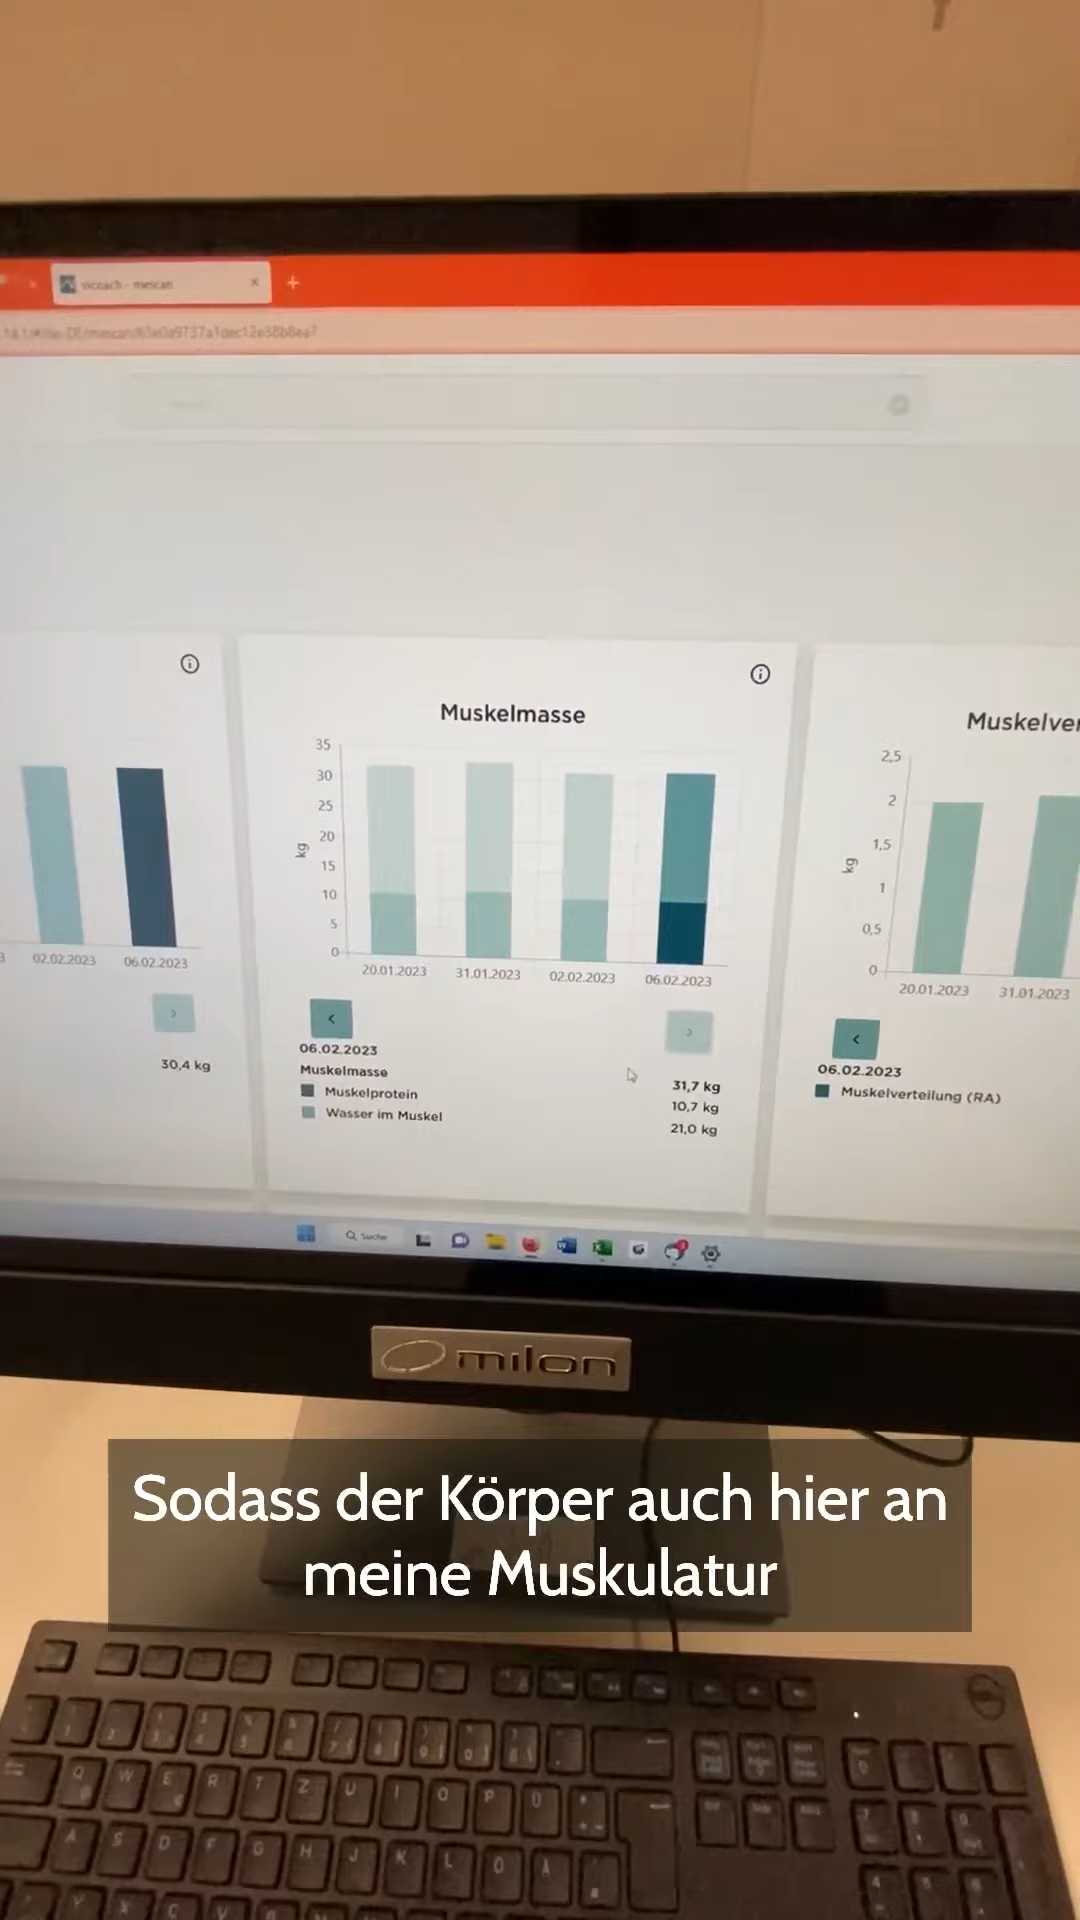 vicoach - mescan
Muskelmasse
Muskelver
35
30
25
20
15
10
5
0
kg
20.01.2023
31.01.2023
02.02.2023
06.02.2023
02.02.2023
06.02.2023
30,4 kg
06.02.2023
Muskelmasse 31,7 kg
Muskelprotein 10,7 kg
Wasser im Muskel 21,0 kg
2,5
2
1,5
1
0,5
0
kg
20.01.2023
31.01.2023
06.02.2023
Muskelverteilung (RA)
Suche
milon
Sodass der Körper auch hier an
meine Muskulatur
Q W E R T Z U I O P Ü
A S D F G H J K L Ö Ä